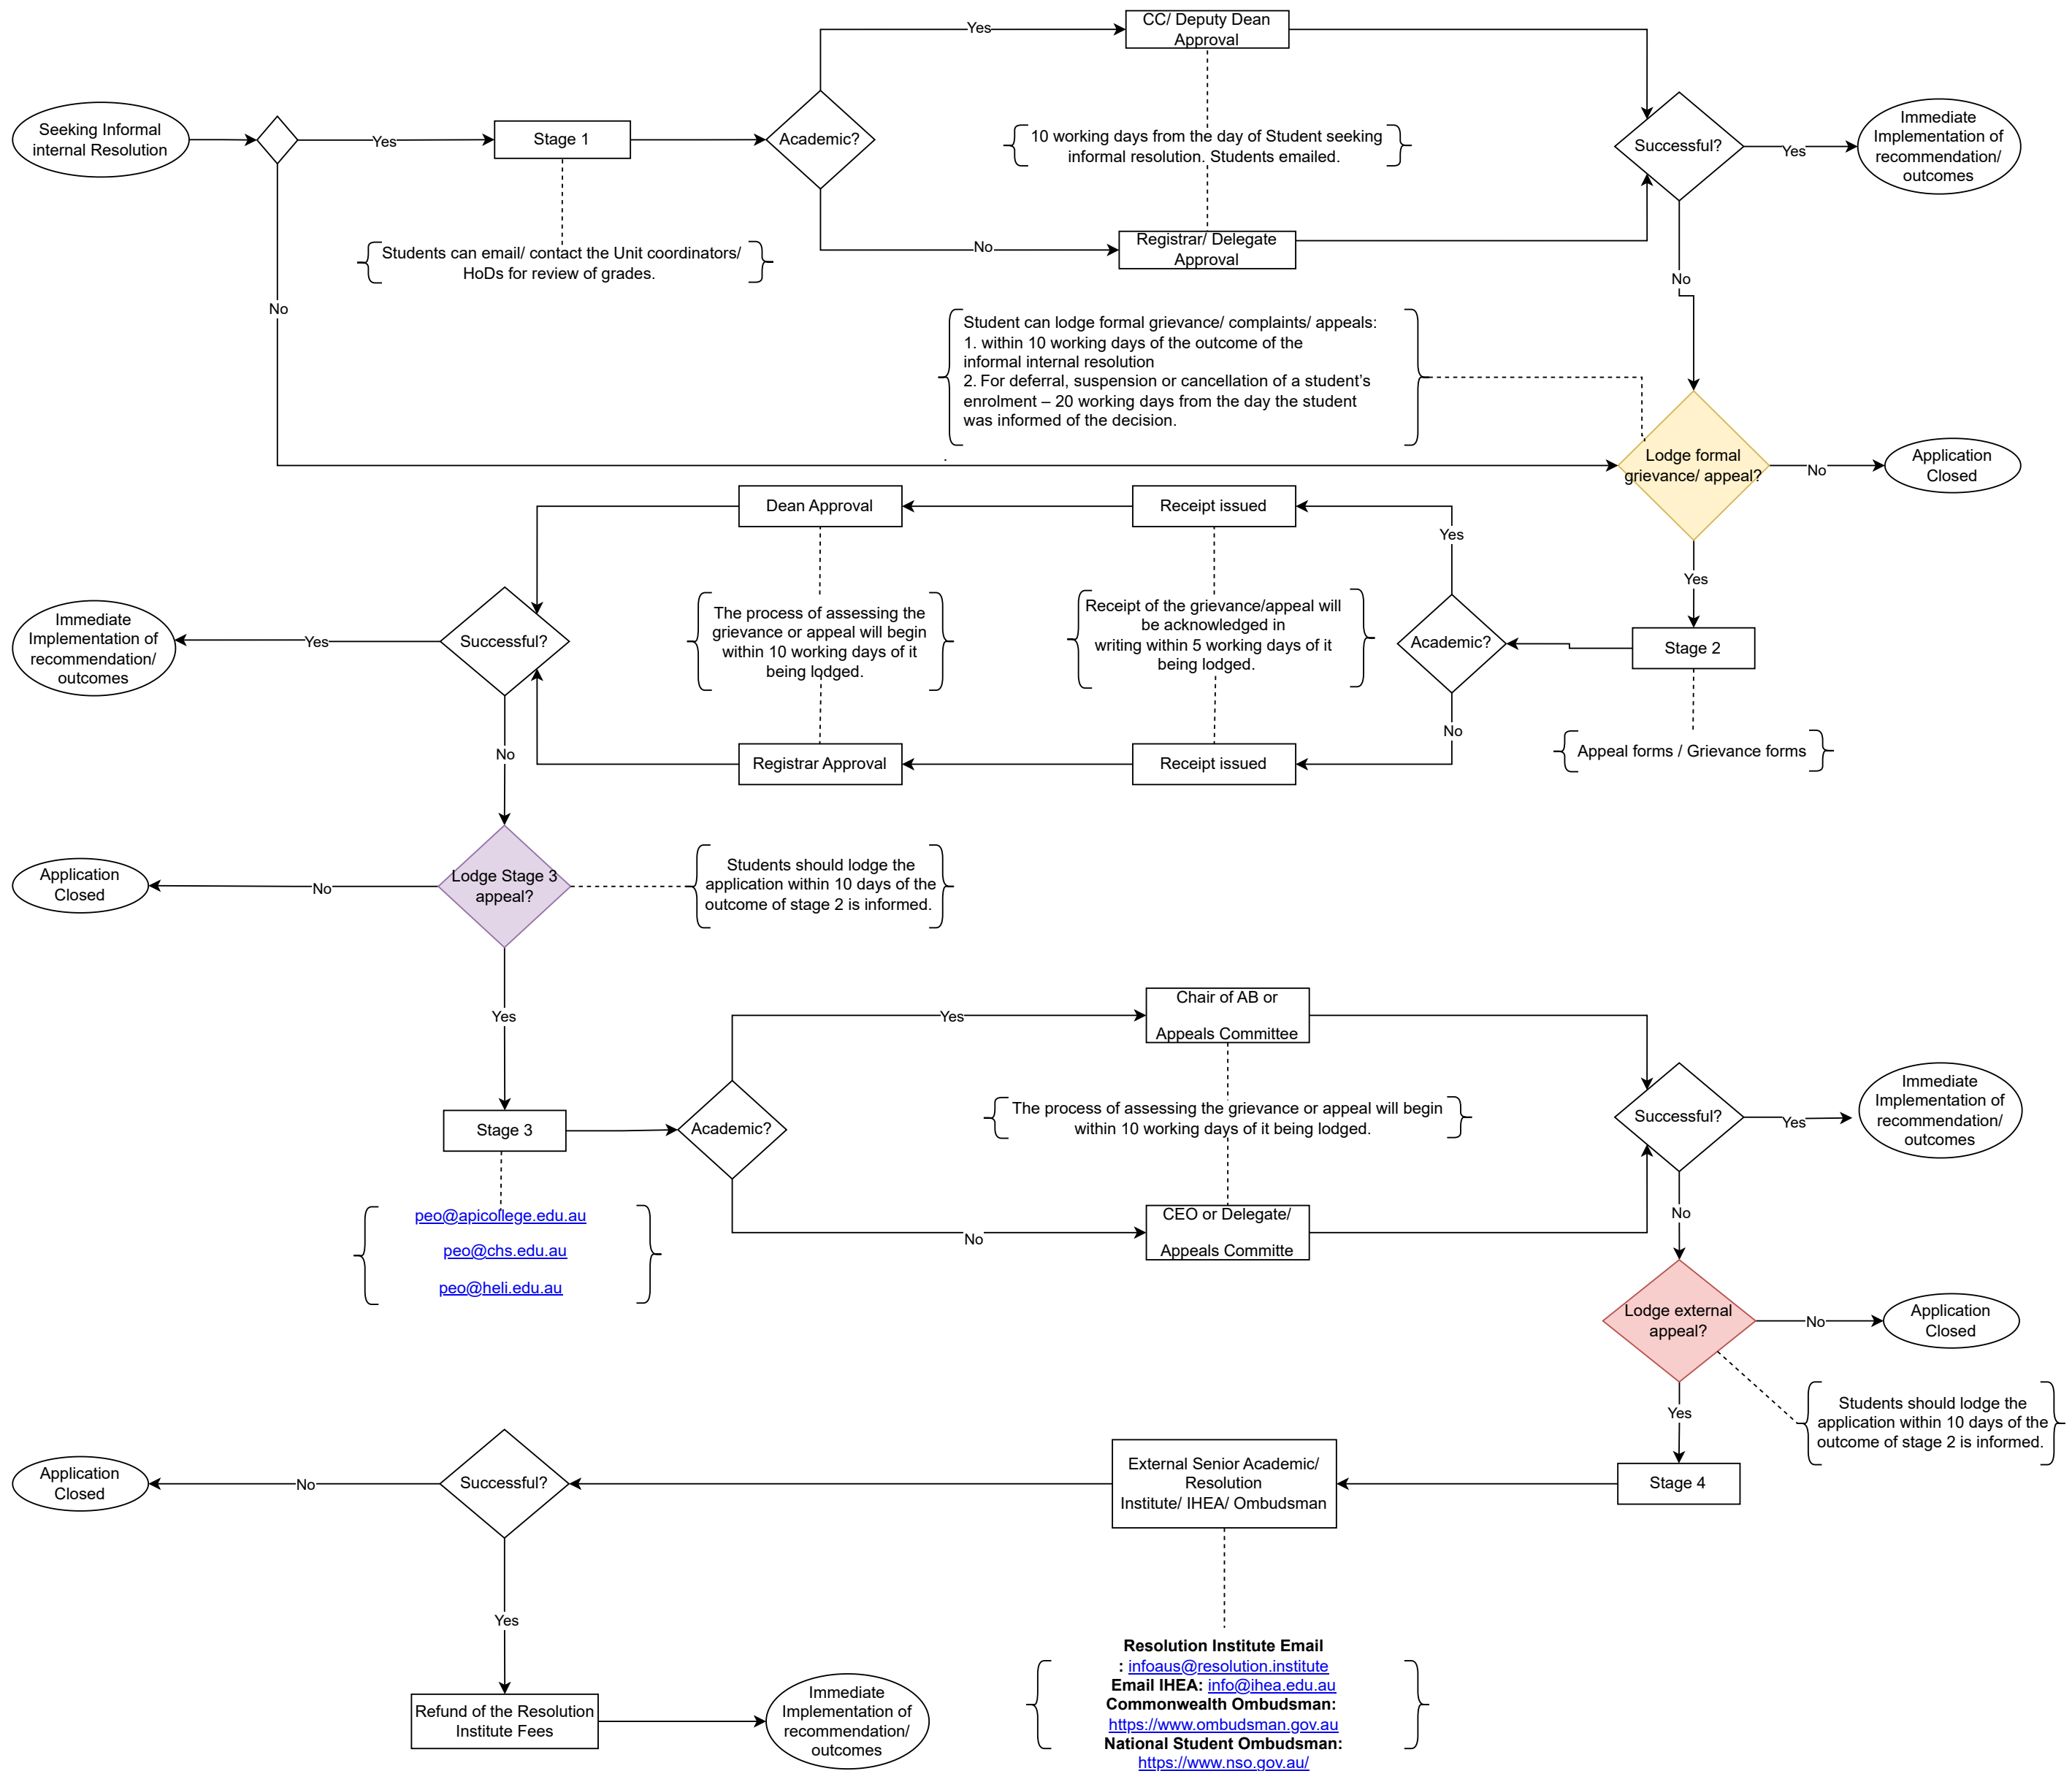 CC/ Deputy Dean
Approval
Yes
Seeking Informal
internal Resolution
Yes
Stage 1
Academic?
10 working days from the day of Student seeking
informal resolution. Students emailed.
Successful?
Yes
Immediate
Implementation of
recommendation/
outcomes
Students can email/ contact the Unit coordinators/
HoDs for review of grades.
No
Registrar/ Delegate
Approval
No
No
Student can lodge formal grievance/ complaints/ appeals:
1. within 10 working days of the outcome of the
informal internal resolution
2. For deferral, suspension or cancellation of a student’s
enrolment – 20 working days from the day the student
was informed of the decision.
.
Lodge formal
grievance/ appeal?
No
Application
Closed
Dean Approval
Receipt issued
Yes
Yes
Immediate
Implementation of
recommendation/
outcomes
Yes
Successful?
The process of assessing the
grievance or appeal will begin
within 10 working days of it
being lodged.
Receipt of the grievance/appeal will
be acknowledged in
writing within 5 working days of it
being lodged.
Academic?
Stage 2
No
Registrar Approval
Receipt issued
No
Appeal forms / Grievance forms
Application
Closed
No
Lodge Stage 3
appeal?
Students should lodge the
application within 10 days of the
outcome of stage 2 is informed.
Yes
Yes
Chair of AB or
Appeals Committee
Stage 3
Academic?
The process of assessing the grievance or appeal will begin
within 10 working days of it being lodged.
Successful?
Yes
Immediate
Implementation of
recommendation/
outcomes
peo@apicollege.edu.au
peo@chs.edu.au
peo@heli.edu.au
No
CEO or Delegate/
Appeals Committe
No
Lodge external
appeal?
No
Application
Closed
Yes
Students should lodge the
application within 10 days of the
outcome of stage 2 is informed.
Application
Closed
No
Successful?
External Senior Academic/
Resolution
Institute/ IHEA/ Ombudsman
Stage 4
Yes
Refund of the Resolution
Institute Fees
Immediate
Implementation of
recommendation/
outcomes
Resolution Institute Email
: infoaus@resolution.institute
Email IHEA: info@ihea.edu.au
Commonwealth Ombudsman:
https://www.ombudsman.gov.au
National Student Ombudsman:
https://www.nso.gov.au/